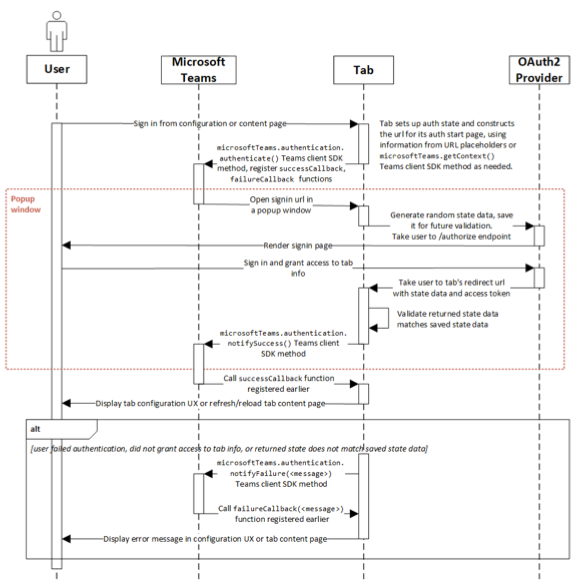 User
Microsoft
Teams
Tab
OAuth2
Provider
Sign in from configuration or content page
Tab sets up auth state and constructs
the url for its auth start page, using
information from URL placeholders or
microsoftTeams.getContext()
Teams client SDK method as needed.
microsoftTeams.authentication.
authenticate() Teams client SDK
method, register successCallback,
failureCallback functions
Popup
window
Open signin url in
a popup window
Generate random state data, save
it for future validation.
Take user to /authorize endpoint
Render signin page
Sign in and grant access to tab
info
Take user to tab's redirect url
with state data and access token
Validate returned state data
matches saved state data
microsoftTeams.authentication.
notifySuccess() Teams client
SDK method
Call successCallback function
registered earlier
Display tab configuration UX or refresh/reload tab content page
alt
[user failed authentication, did not grant access to tab info, or returned state does not match saved state data]
microsoftTeams.authentication.
notifyFailure(<message>)
Teams client SDK method
Call failureCallback(<message>)
function registered earlier
Display error message in configuration UX or tab content page